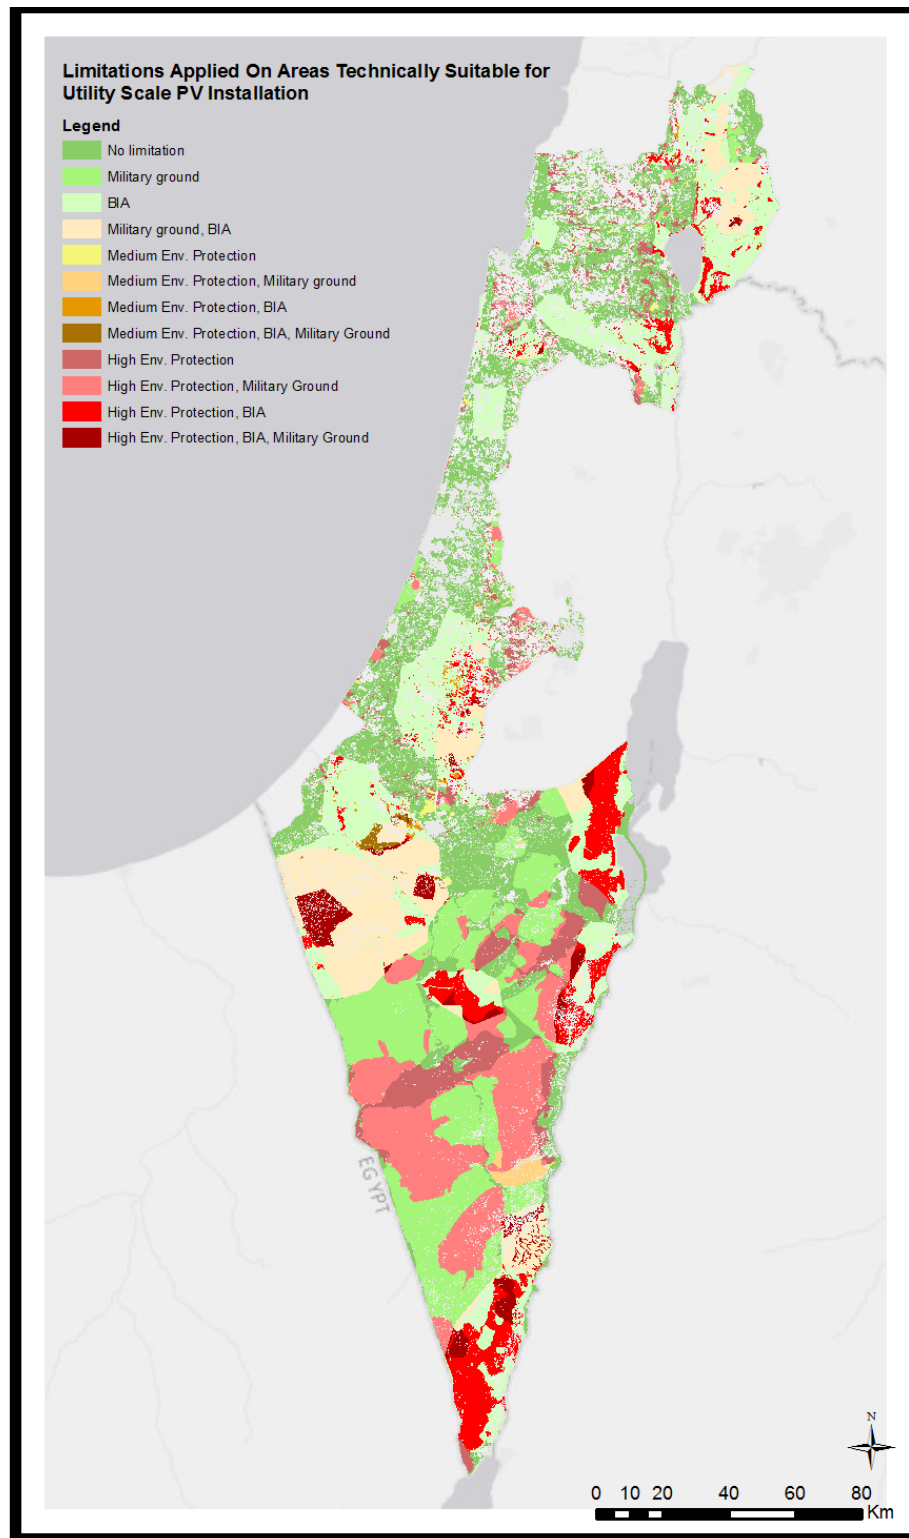 Limitations Applied On Areas Technically Suitable for
Utility Scale PV Installation
Legend
No limitation
Military ground
BIA
Military ground, BIA
Medium Env. Protection
Medium Env. Protection, Military ground
Medium Env. Protection, BIA
Medium Env. Protection, BIA, Military Ground
High Env. Protection
High Env. Protection, Military Ground
High Env. Protection, BIA
High Env. Protection, BIA, Military Ground
EGYPT
N
0 10 20 40 60 80
Km